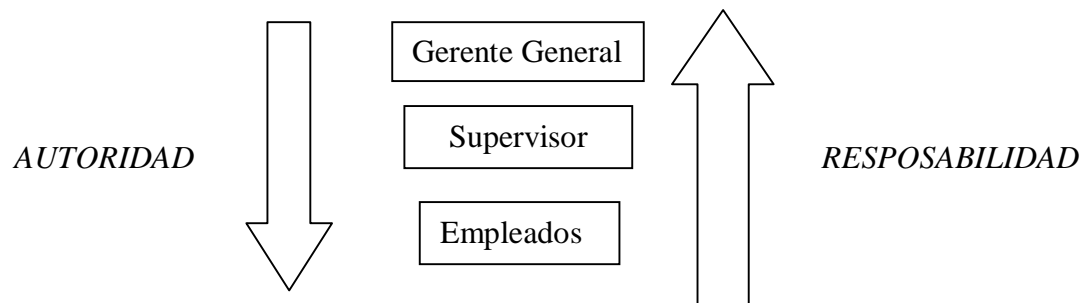 Gerente General
Supervisor
AUTORIDAD
RESPOSABILIDAD
Empleados